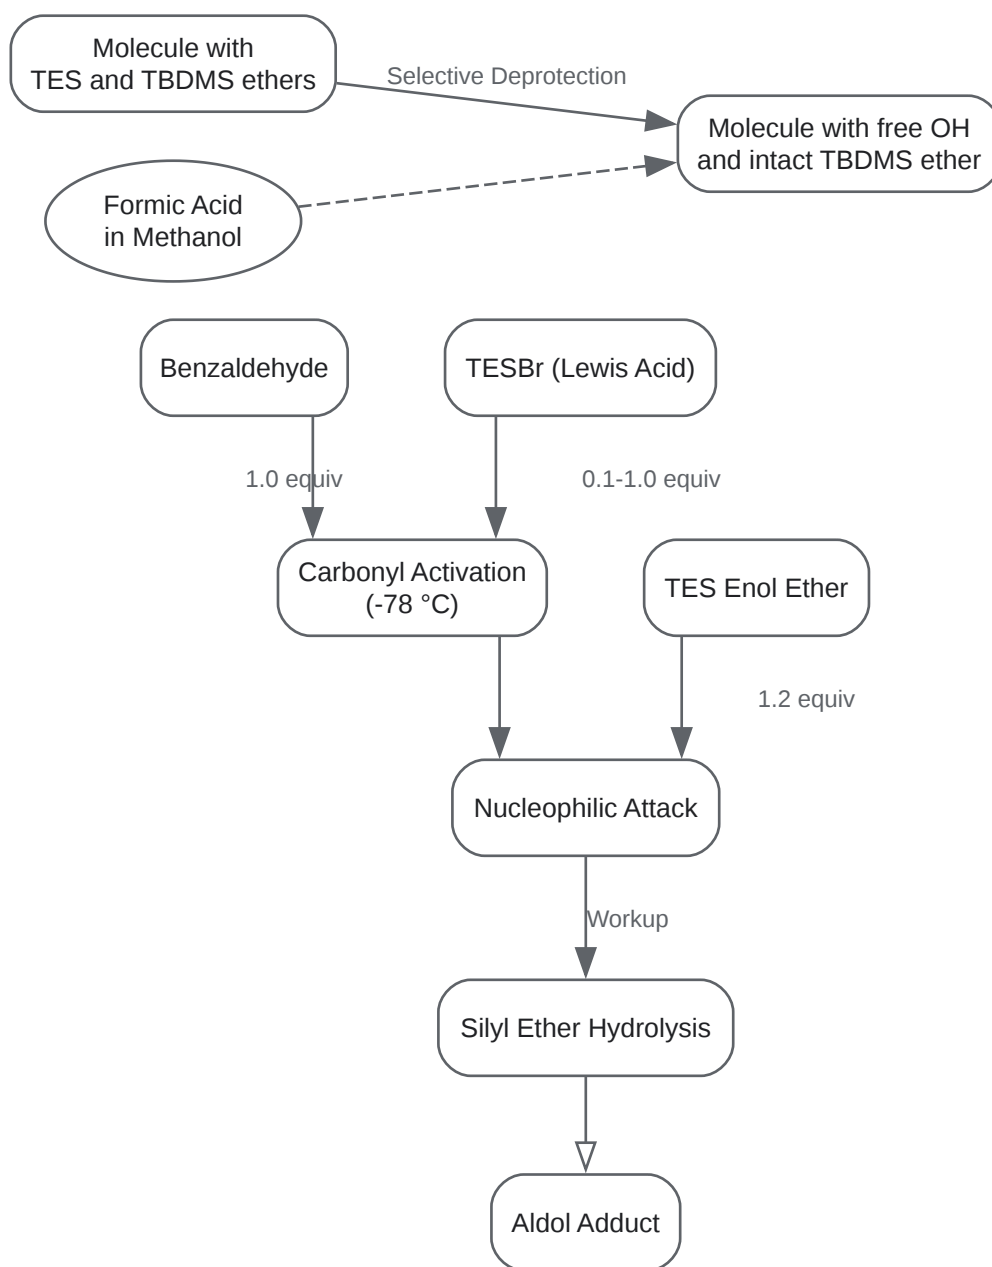 Molecule with
TES and TBDMS ethers
Selective Deprotection
Molecule with free OH
and intact TBDMS ether
Formic Acid
in Methanol
Benzaldehyde
TESBr (Lewis Acid)
1.0 equiv
0.1-1.0 equiv
Carbonyl Activation
(-78 °C)
TES Enol Ether
1.2 equiv
Nucleophilic Attack
Workup
Silyl Ether Hydrolysis
Aldol Adduct